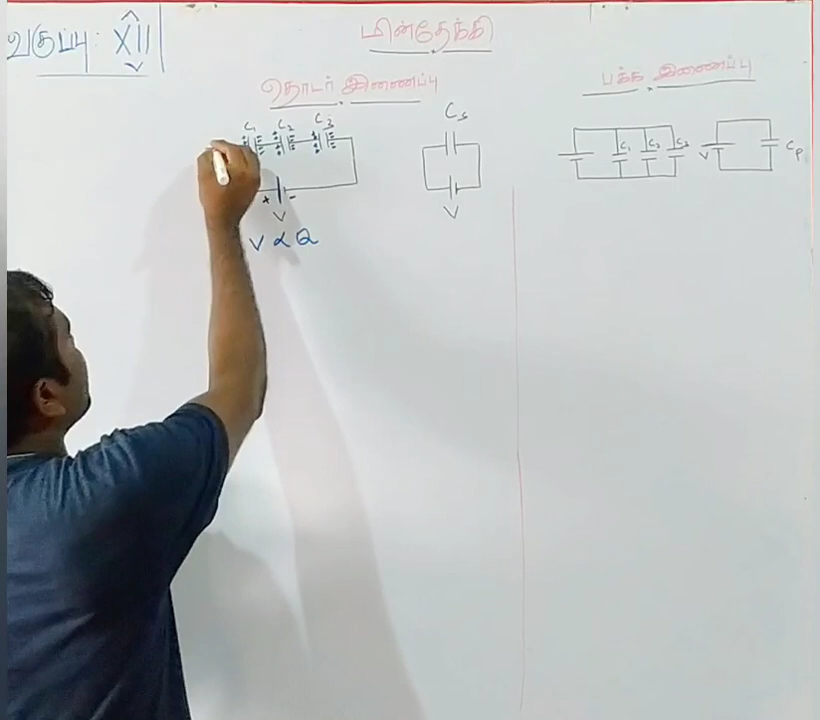 வகுப்பு: XII
மின்தேக்கி
தொடர் இணைப்பு
பக்க இணைப்பு
C₁ C₂ C₃
+ -
V
V α Q
Cₛ
V
C₁ C₂ C₃
V Cₚ